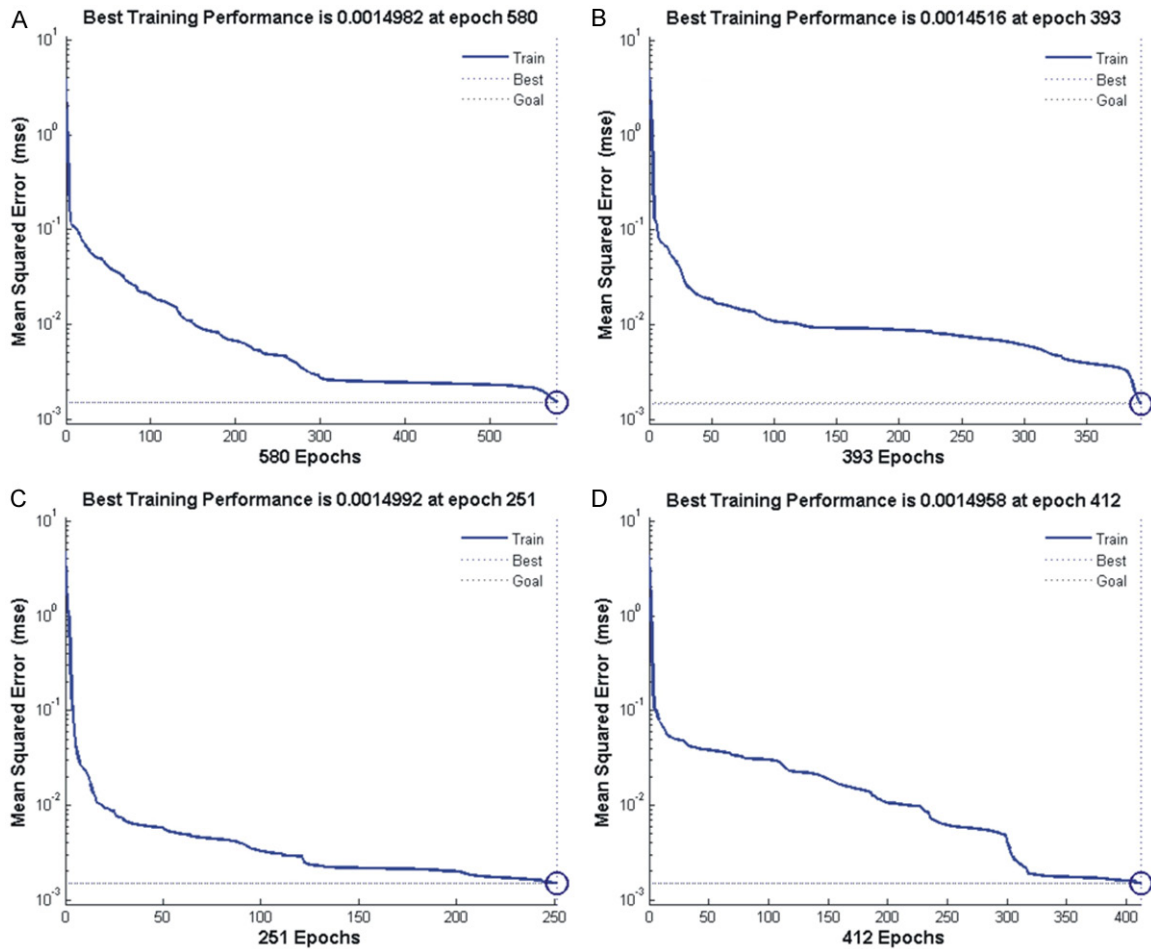 A
Best Training Performance is 0.0014982 at epoch 580
Mean Squared Error (mse)
10^1
10^0
10^-1
10^-2
10^-3
Train
Best
Goal
0 100 200 300 400 500
580 Epochs
B
Best Training Performance is 0.0014516 at epoch 393
Mean Squared Error (mse)
10^1
10^0
10^-1
10^-2
10^-3
Train
Best
Goal
0 50 100 150 200 250 300 350
393 Epochs
C
Best Training Performance is 0.0014992 at epoch 251
Mean Squared Error (mse)
10^1
10^0
10^-1
10^-2
10^-3
Train
Best
Goal
0 50 100 150 200 250
251 Epochs
D
Best Training Performance is 0.0014958 at epoch 412
Mean Squared Error (mse)
10^1
10^0
10^-1
10^-2
10^-3
Train
Best
Goal
0 50 100 150 200 250 300 350 400
412 Epochs